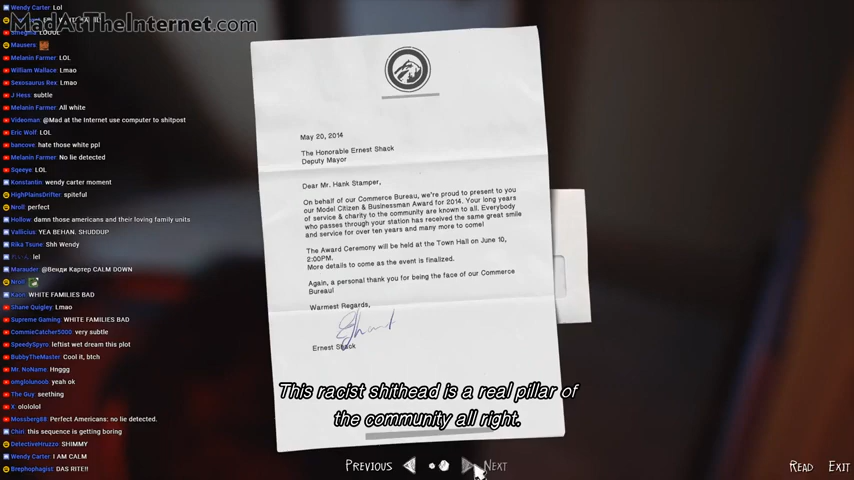 Wendy Carter: Lol
MadAtTheInternet.com
Mausers:
Melanin Farmer: LOL
William Wallace: Lmao
Sexosaurus Rex: Lmao
J Hess: subtle
Melanin Farmer: All white
Videoman: @Mad at the Internet use computer to shitpost
Eric Wolf: LOL
bancuve: hate those white ppl
Melanin Farmer: No lie detected
Sqeeye: LOL
Konstantin: wendy carter moment
HighPlainsDrifter: spiteful
Nroll: perfect
Hollow: damn those americans and their loving family units
Vallicius: YEA BEHAN. SHUDDUP
Rika Tsune: Shh Wendy
lel
Marauder: @Венди Картер CALM DOWN
Nroll:
Kaon: WHITE FAMILIES BAD
Shane Quigley: Lmao
Supreme Gaming: WHITE FAMILIES BAD
CommieCatcher5000: very subtle
SpeedySpyro: leftist wet dream this plot
BubbyTheMaster: Cool it, btch
Mr. NoName: Hnggg
omglolunoob: yeah ok
The Guy: seething
X: olololol
Mossberg88: Perfect Americans: no lie detected.
Chiri: this sequence is getting boring
DetectiveHruzzo: SHIMMY
Wendy Carter: I AM CALM
Brephophagist: DAS RITE!!
May 20, 2014
The Honorable Ernest Shack
Deputy Mayor
Dear Mr. Hank Stamper,
On behalf of our Commerce Bureau, we're proud to present to you
our Model Citizen & Businessman Award for 2014. Your long years
of service & charity to the community are known to all. Everybody
who passes through your station has received the same great smile
and service for over ten years and many more to come!
The Award Ceremony will be held at the Town Hall on June 10,
2:00PM.
More details to come as the event is finalized.
Again, a personal thank you for being the face of our Commerce
Bureau!
Warmest Regards,
Ernest Shack
This racist shithead is a real pillar of
the community all right.
PREVIOUS
NEXT
READ
EXIT